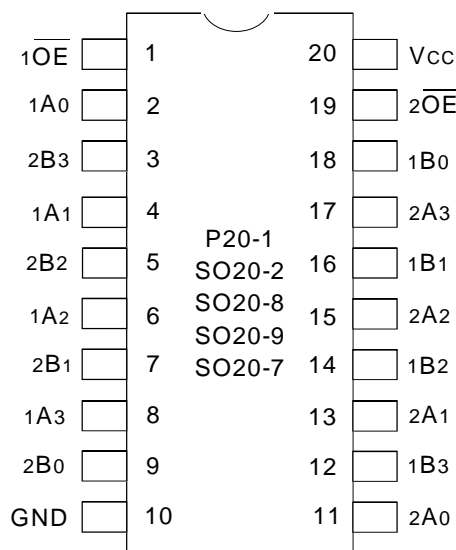 1OE 1 20 Vcc
1A0 2 19 2OE
2B3 3 18 1B0
1A1 4 17 2A3
P20-1
2B2 5 16 1B1
SO20-2
1A2 6 15 2A2
SO20-8
SO20-9
2B1 7 14 1B2
SO20-7
1A3 8 13 2A1
2B0 9 12 1B3
GND 10 11 2A0